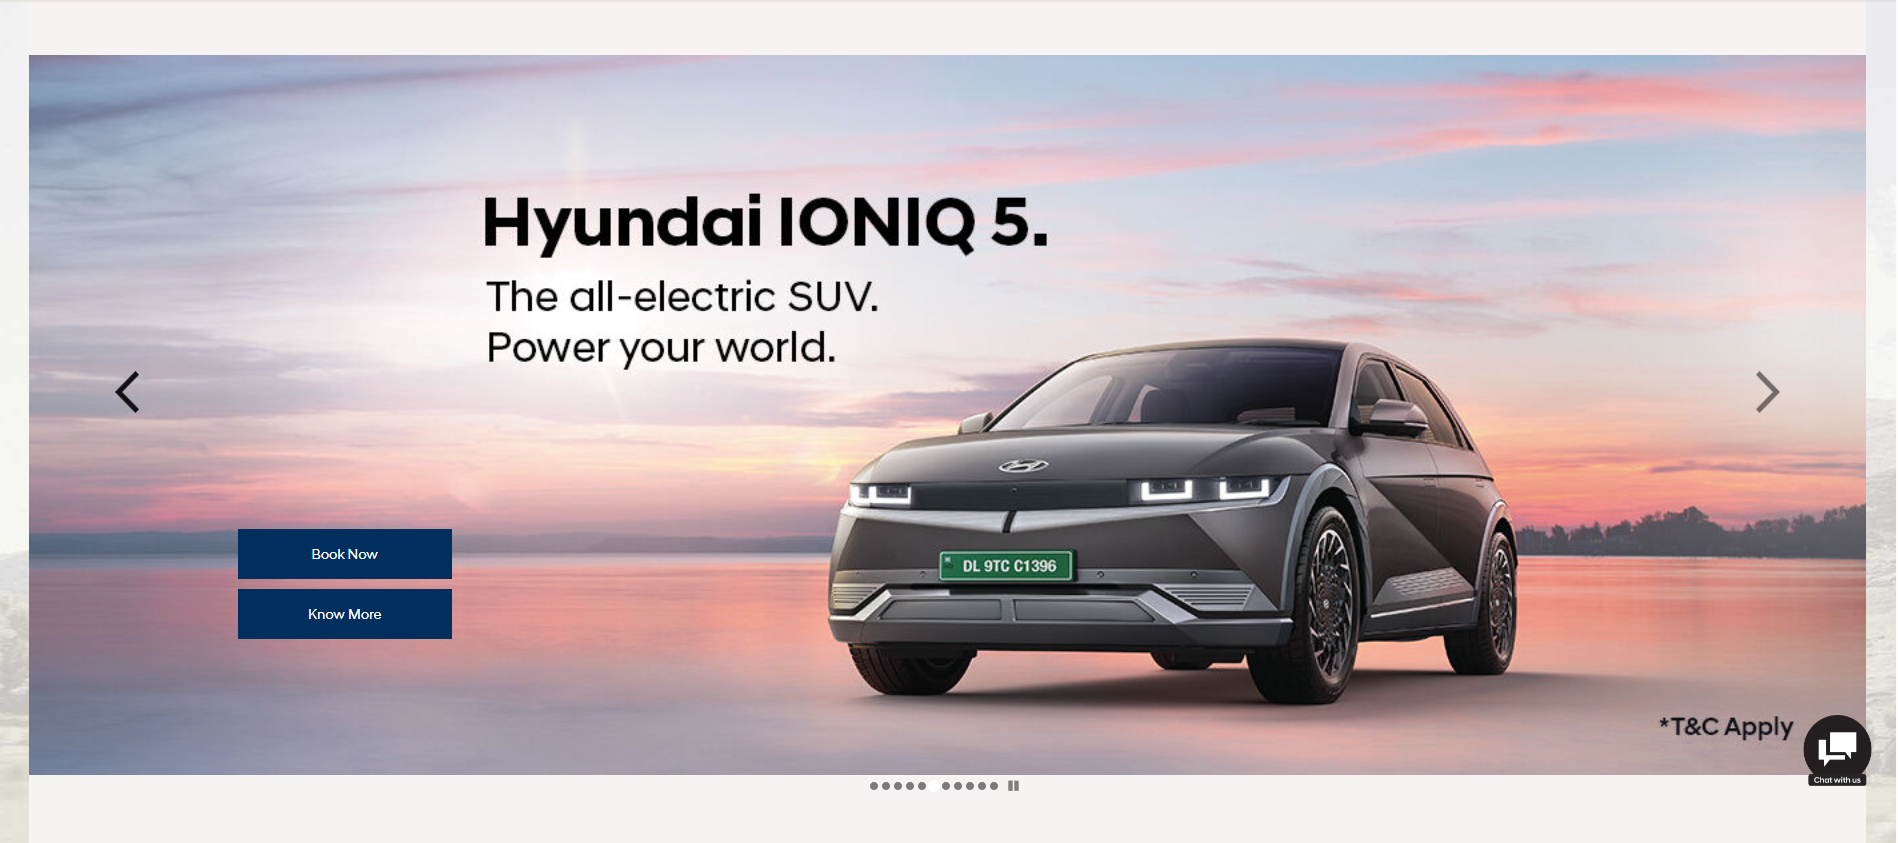 Hyundai IONIQ 5.
The all-electric SUV.
Power your world.
Book Now
Know More
DL 9TC C1396
*T&C Apply
Chat with us